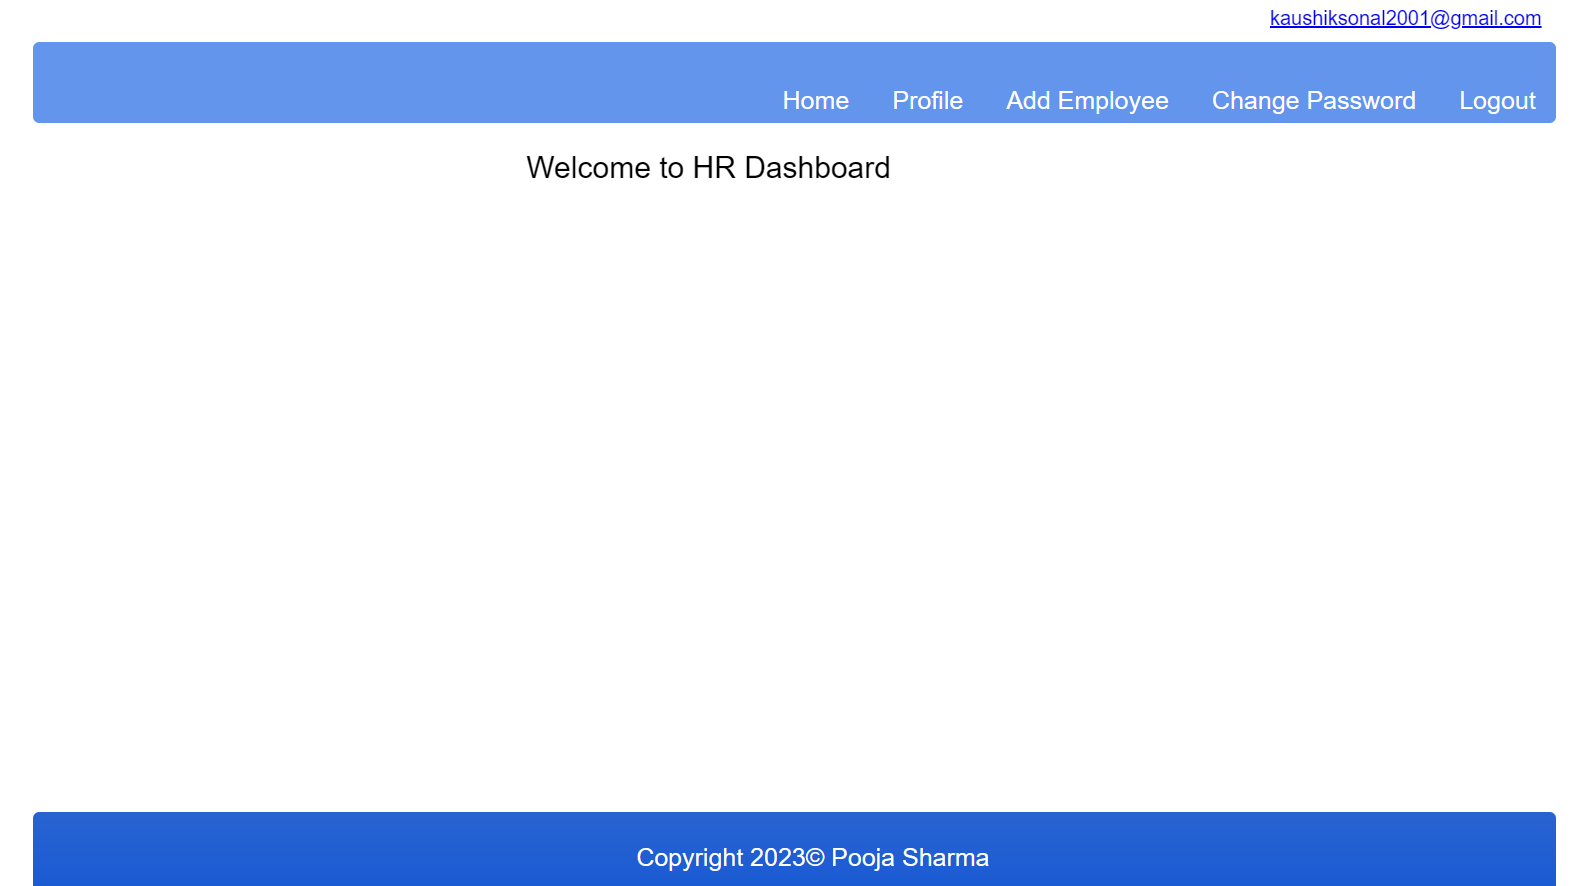 kaushiksonal2001@gmail.com
Home Profile Add Employee Change Password Logout
Welcome to HR Dashboard
Copyright 2023© Pooja Sharma